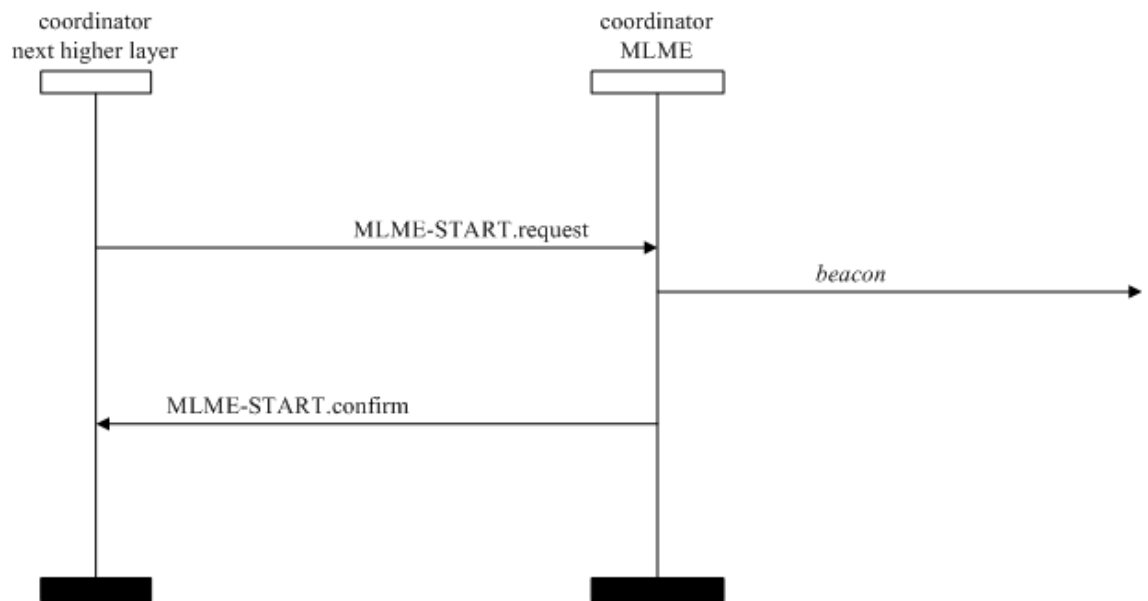 coordinator
next higher layer
coordinator
MLME
MLME-START.request
beacon
MLME-START.confirm